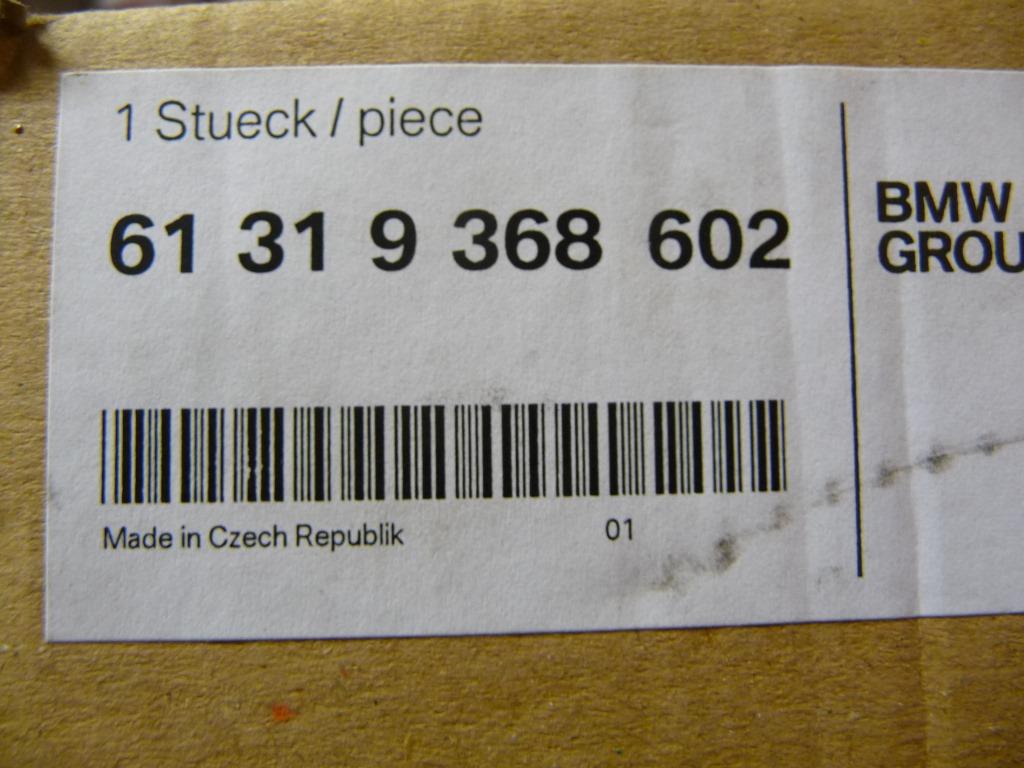 1 Stueck / piece
61 31 9 368 602
BMW
GROU
Made in Czech Republik
01